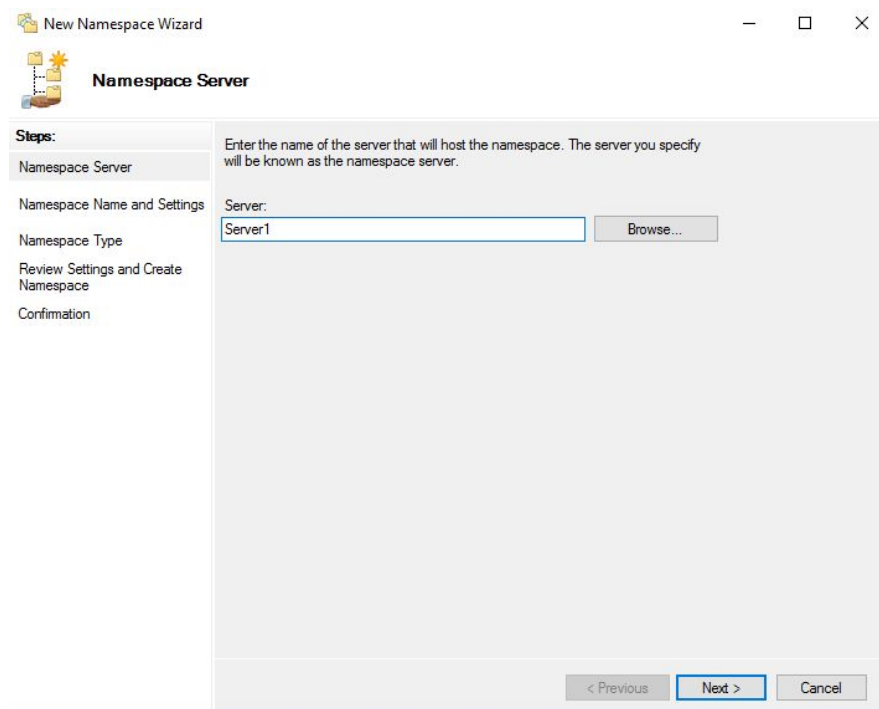 New Namespace Wizard
Namespace Server
Steps:
Namespace Server
Namespace Name and Settings
Namespace Type
Review Settings and Create
Namespace
Confirmation
Enter the name of the server that will host the namespace. The server you specify
will be known as the namespace server.
Server:
Server1
Browse...
< Previous
Next >
Cancel